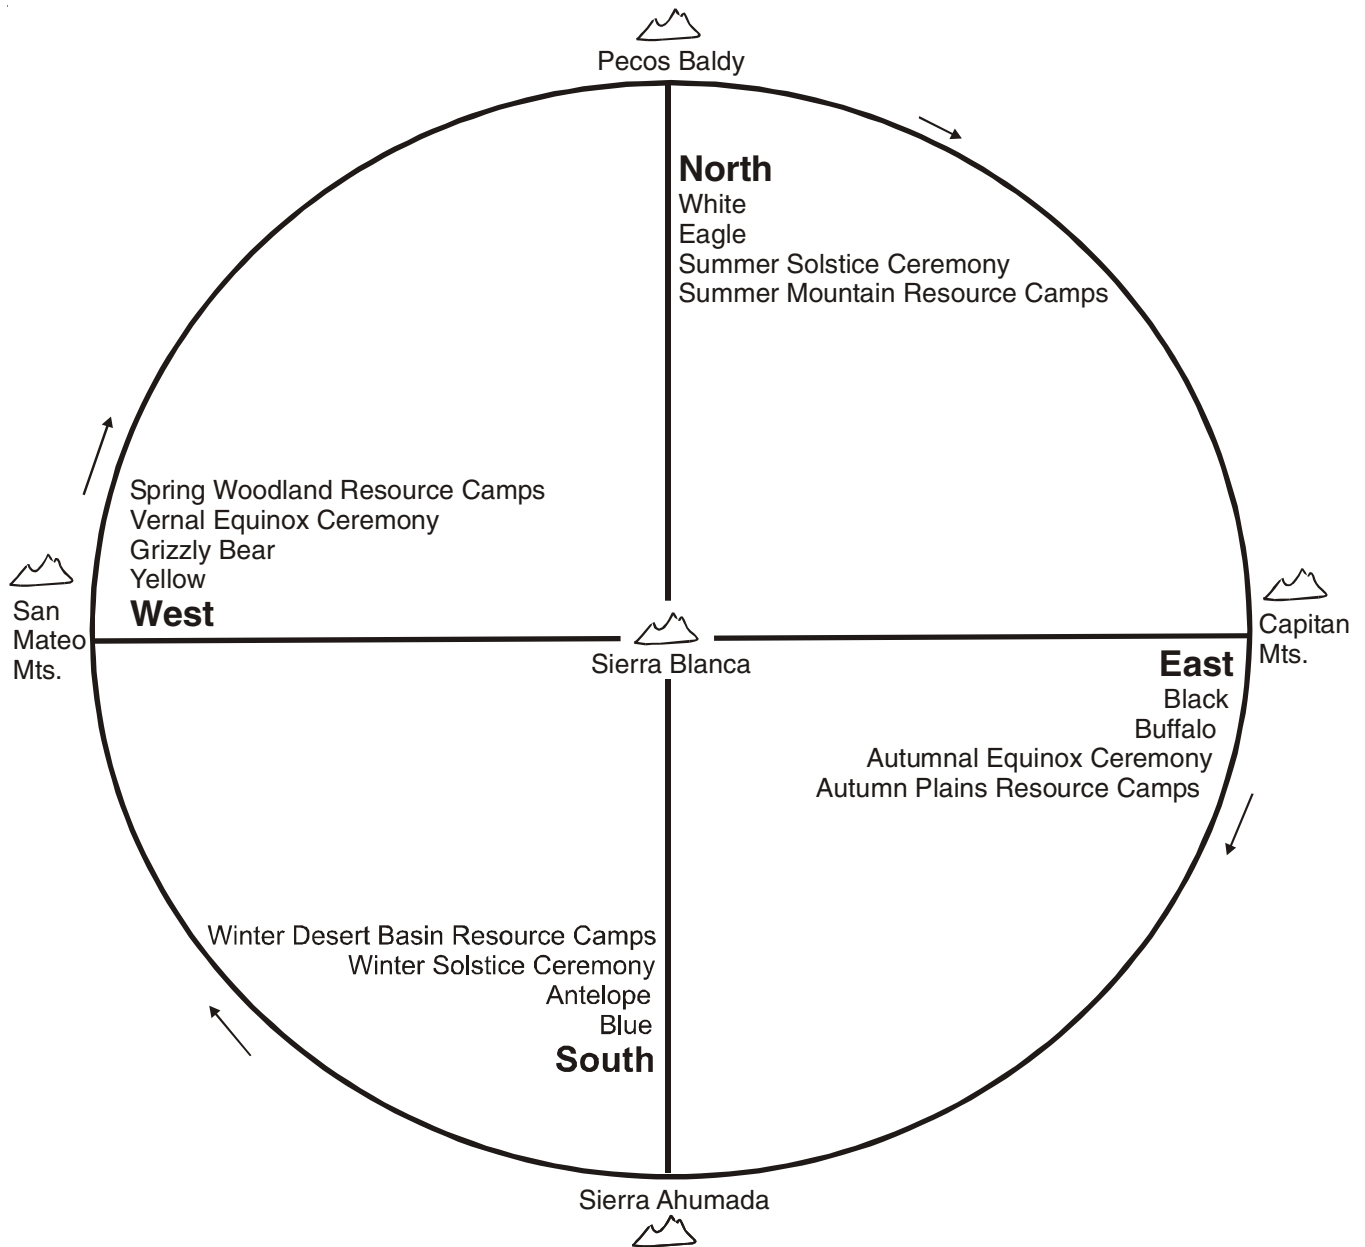 Pecos Baldy
North
White
Eagle
Summer Solstice Ceremony
Summer Mountain Resource Camps
Spring Woodland Resource Camps
Vernal Equinox Ceremony
Grizzly Bear
Yellow
West
San
Mateo
Mts.
Sierra Blanca
Capitan
Mts.
East
Black
Buffalo
Autumnal Equinox Ceremony
Autumn Plains Resource Camps
Winter Desert Basin Resource Camps
Winter Solstice Ceremony
Antelope
Blue
South
Sierra Ahumada